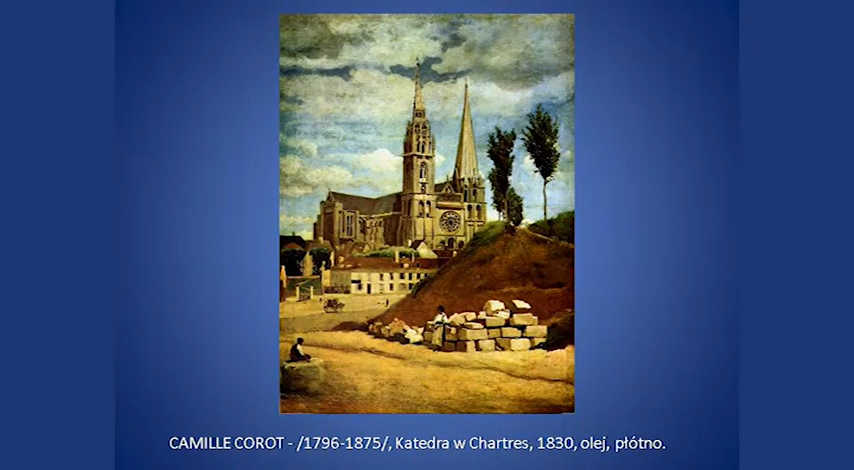 CAMILLE COROT - /1796-1875/, Katedra w Chartres, 1830, olej, płótno.